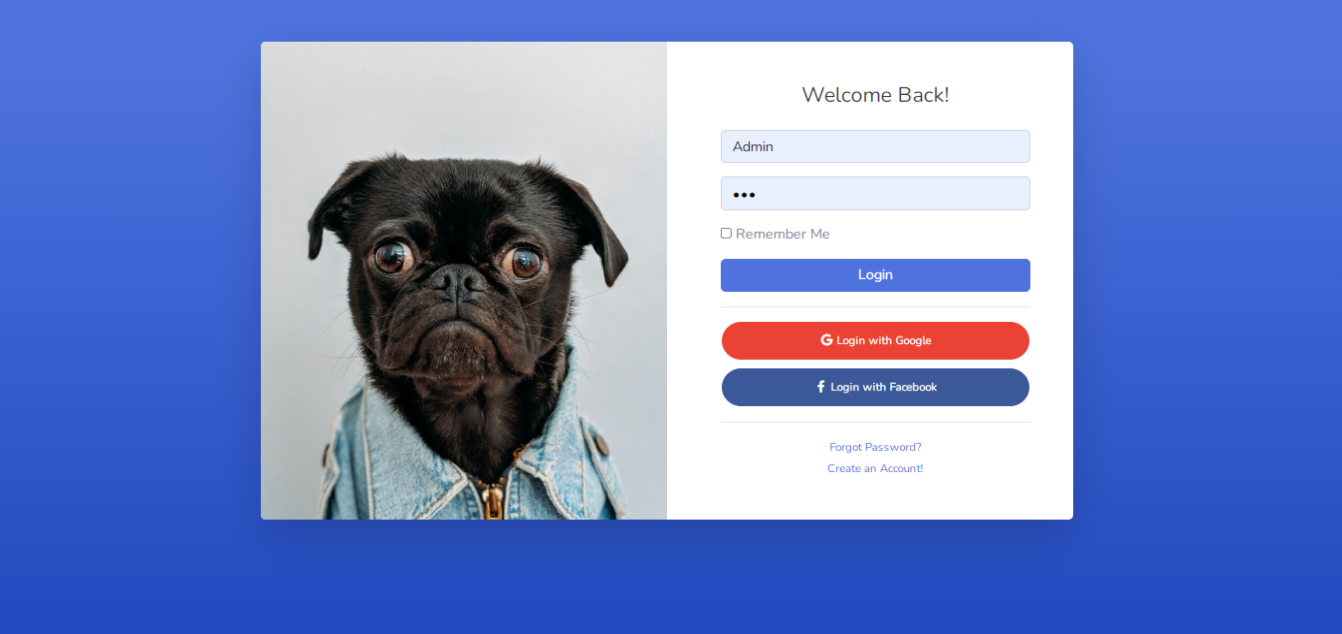 Welcome Back!
Admin
•••
Remember Me
Login
Login with Google
Login with Facebook
Forgot Password?
Create an Account!